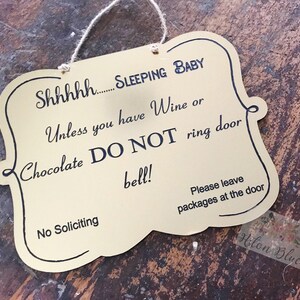 Shhhhh........Sleeping Baby
Unless you have Wine or
Chocolate DO NOT ring door
bell!
No Soliciting
Please leave
packages at the door